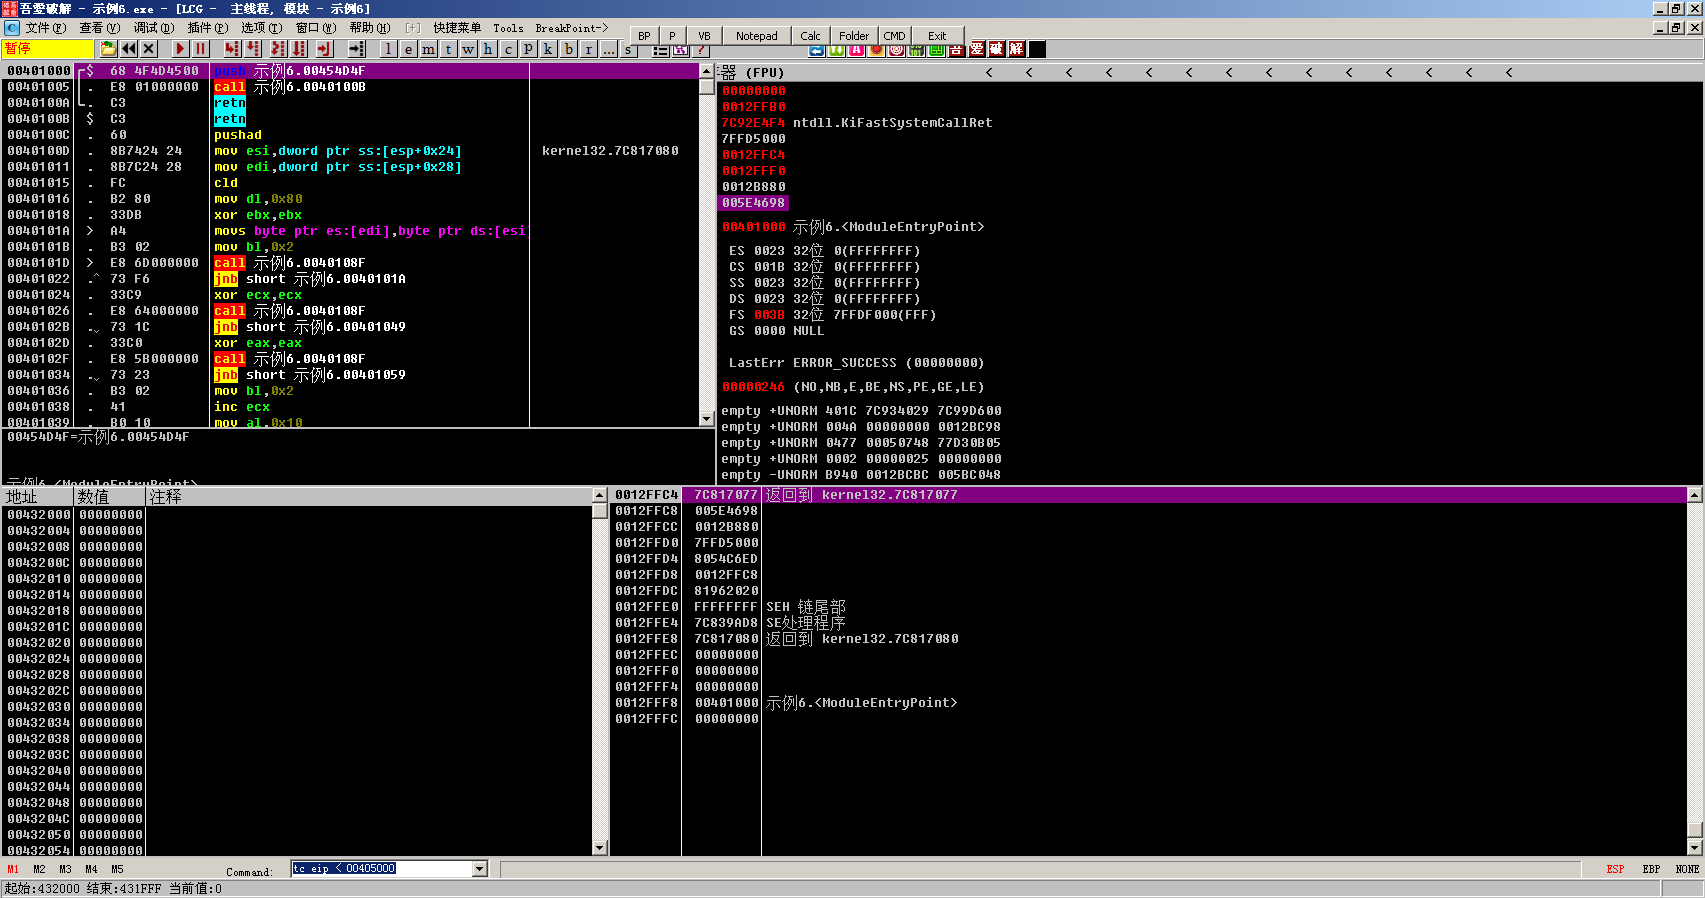 吾爱破解 - 示例6.exe - [LCG -  主线程, 模块 - 示例6]
文件(F) 查看(V) 调试(D) 插件(P) 选项(T) 窗口(W) 帮助(H) [+] 快捷菜单 Tools BreakPoint->
BP P VB Notepad Calc Folder CMD Exit
暂停 l e m t w h c p k b r ... s ? 吾 爱 破 解
00401000 $ 68 4F4D4500 push 示例6.00454D4F
00401005 . E8 01000000 call 示例6.0040100B
0040100A . C3 retn
0040100B $ C3 retn
0040100C . 60 pushad
0040100D . 8B7424 24 mov esi,dword ptr ss:[esp+0x24] kernel32.7C817080
00401011 . 8B7C24 28 mov edi,dword ptr ss:[esp+0x28]
00401015 . FC cld
00401016 . B2 80 mov dl,0x80
00401018 . 33DB xor ebx,ebx
0040101A > A4 movs byte ptr es:[edi],byte ptr ds:[esi
0040101B . B3 02 mov bl,0x2
0040101D > E8 6D000000 call 示例6.0040108F
00401022 .^ 73 F6 jnb short 示例6.0040101A
00401024 . 33C9 xor ecx,ecx
00401026 . E8 64000000 call 示例6.0040108F
0040102B . 73 1C jnb short 示例6.00401049
0040102D . 33C0 xor eax,eax
0040102F . E8 5B000000 call 示例6.0040108F
00401034 . 73 23 jnb short 示例6.00401059
00401036 . B3 02 mov bl,0x2
00401038 . 41 inc ecx
00401039 . B0 10 mov al,0x10
00454D4F=示例6.00454D4F
示例6.<ModuleEntryPoint>
器 (FPU) < < < < < < < < < < < < < <
00000000
0012FFB0
7C92E4F4 ntdll.KiFastSystemCallRet
7FFD5000
0012FFC4
0012FFF0
0012B880
005E4698
00401000 示例6.<ModuleEntryPoint>
ES 0023 32位 0(FFFFFFFF)
CS 001B 32位 0(FFFFFFFF)
SS 0023 32位 0(FFFFFFFF)
DS 0023 32位 0(FFFFFFFF)
FS 003B 32位 7FFDF000(FFF)
GS 0000 NULL
LastErr ERROR_SUCCESS (00000000)
00000246 (NO,NB,E,BE,NS,PE,GE,LE)
empty +UNORM 401C 7C934029 7C99D600
empty +UNORM 004A 00000000 0012BC98
empty +UNORM 0477 00050748 77D30B05
empty +UNORM 0002 00000025 00000000
empty -UNORM B940 0012BCBC 005BC048
地址 数值 注释
00432000 00000000
00432004 00000000
00432008 00000000
0043200C 00000000
00432010 00000000
00432014 00000000
00432018 00000000
0043201C 00000000
00432020 00000000
00432024 00000000
00432028 00000000
0043202C 00000000
00432030 00000000
00432034 00000000
00432038 00000000
0043203C 00000000
00432040 00000000
00432044 00000000
00432048 00000000
0043204C 00000000
00432050 00000000
00432054 00000000
0012FFC4 7C817077 返回到 kernel32.7C817077
0012FFC8 005E4698
0012FFCC 0012B880
0012FFD0 7FFD5000
0012FFD4 8054C6ED
0012FFD8 0012FFC8
0012FFDC 81962020
0012FFE0 FFFFFFFF SEH 链尾部
0012FFE4 7C839AD8 SE处理程序
0012FFE8 7C817080 返回到 kernel32.7C817080
0012FFEC 00000000
0012FFF0 00000000
0012FFF4 00000000
0012FFF8 00401000 示例6.<ModuleEntryPoint>
0012FFFC 00000000
M1 M2 M3 M4 M5 Command: tc eip < 00405000 ESP EBP NONE
起始:432000 结束:431FFF 当前值:0